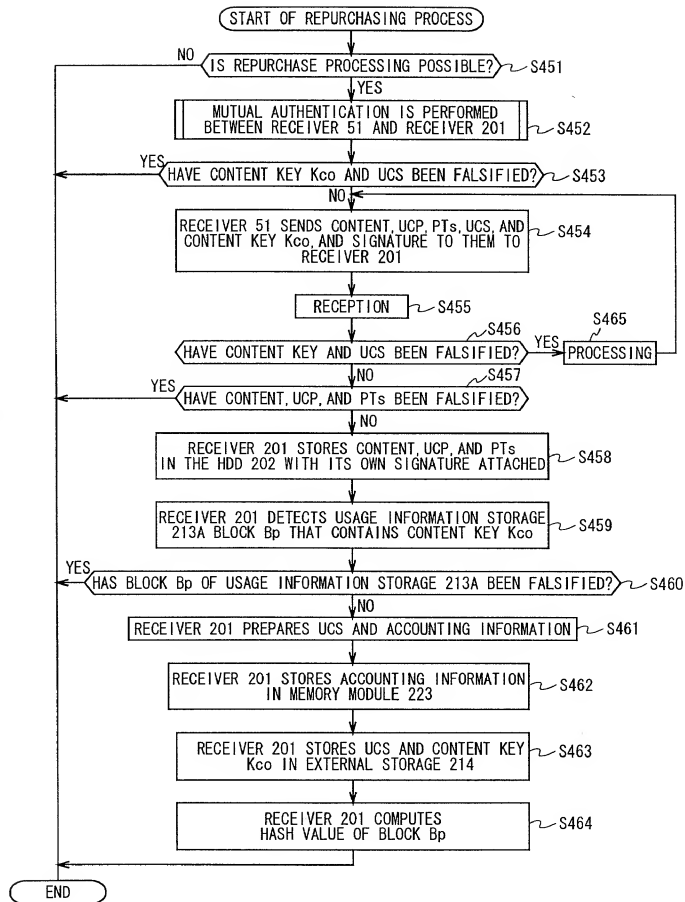 START OF REPURCHASING PROCESS
NO
IS REPURCHASE PROCESSING POSSIBLE?
S451
YES
MUTUAL AUTHENTICATION IS PERFORMED
BETWEEN RECEIVER 51 AND RECEIVER 201
S452
YES
HAVE CONTENT KEY Kco AND UCS BEEN FALSIFIED?
S453
NO
RECEIVER 51 SENDS CONTENT, UCP, PTs, UCS, AND
CONTENT KEY Kco, AND SIGNATURE TO THEM TO
RECEIVER 201
S454
RECEPTION
S455
S456
HAVE CONTENT KEY AND UCS BEEN FALSIFIED?
YES
S465
PROCESSING
NO
S457
YES
HAVE CONTENT, UCP, AND PTs BEEN FALSIFIED?
NO
RECEIVER 201 STORES CONTENT, UCP, AND PTs
IN THE HDD 202 WITH ITS OWN SIGNATURE ATTACHED
S458
RECEIVER 201 DETECTS USAGE INFORMATION STORAGE
213A BLOCK Bp THAT CONTAINS CONTENT KEY Kco
S459
YES
HAS BLOCK Bp OF USAGE INFORMATION STORAGE 213A BEEN FALSIFIED?
S460
NO
RECEIVER 201 PREPARES UCS AND ACCOUNTING INFORMATION
S461
RECEIVER 201 STORES ACCOUNTING INFORMATION
IN MEMORY MODULE 223
S462
RECEIVER 201 STORES UCS AND CONTENT KEY
Kco IN EXTERNAL STORAGE 214
S463
RECEIVER 201 COMPUTES
HASH VALUE OF BLOCK Bp
S464
END